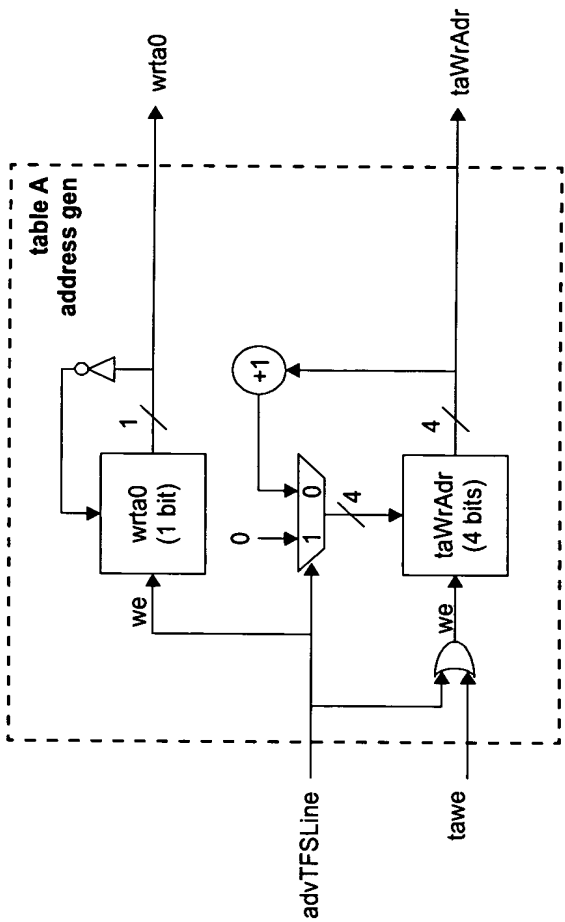 table A
address gen
wrta0
1
we
wrta0
(1 bit)
+1
0
1 0
4
advTFSLine
we
taWrAdr
(4 bits)
4
taWrAdr
tawe